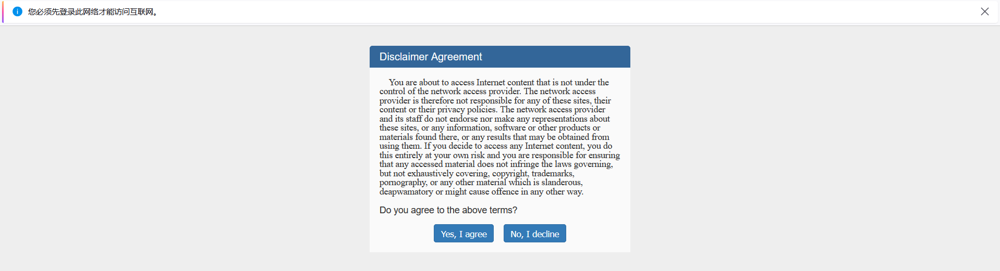 您必须先登录此网络才能访问互联网。
Disclaimer Agreement
You are about to access Internet content that is not under the
control of the network access provider. The network access
provider is therefore not responsible for any of these sites, their
content or their privacy policies. The network access provider
and its staff do not endorse nor make any representations about
these sites, or any information, software or other products or
materials found there, or any results that may be obtained from
using them. If you decide to access any Internet content, you do
this entirely at your own risk and you are responsible for ensuring
that any accessed material does not infringe the laws governing,
but not exhaustively covering, copyright, trademarks,
pornography, or any other material which is slanderous,
deapwamatory or might cause offence in any other way.
Do you agree to the above terms?
Yes, I agree
No, I decline